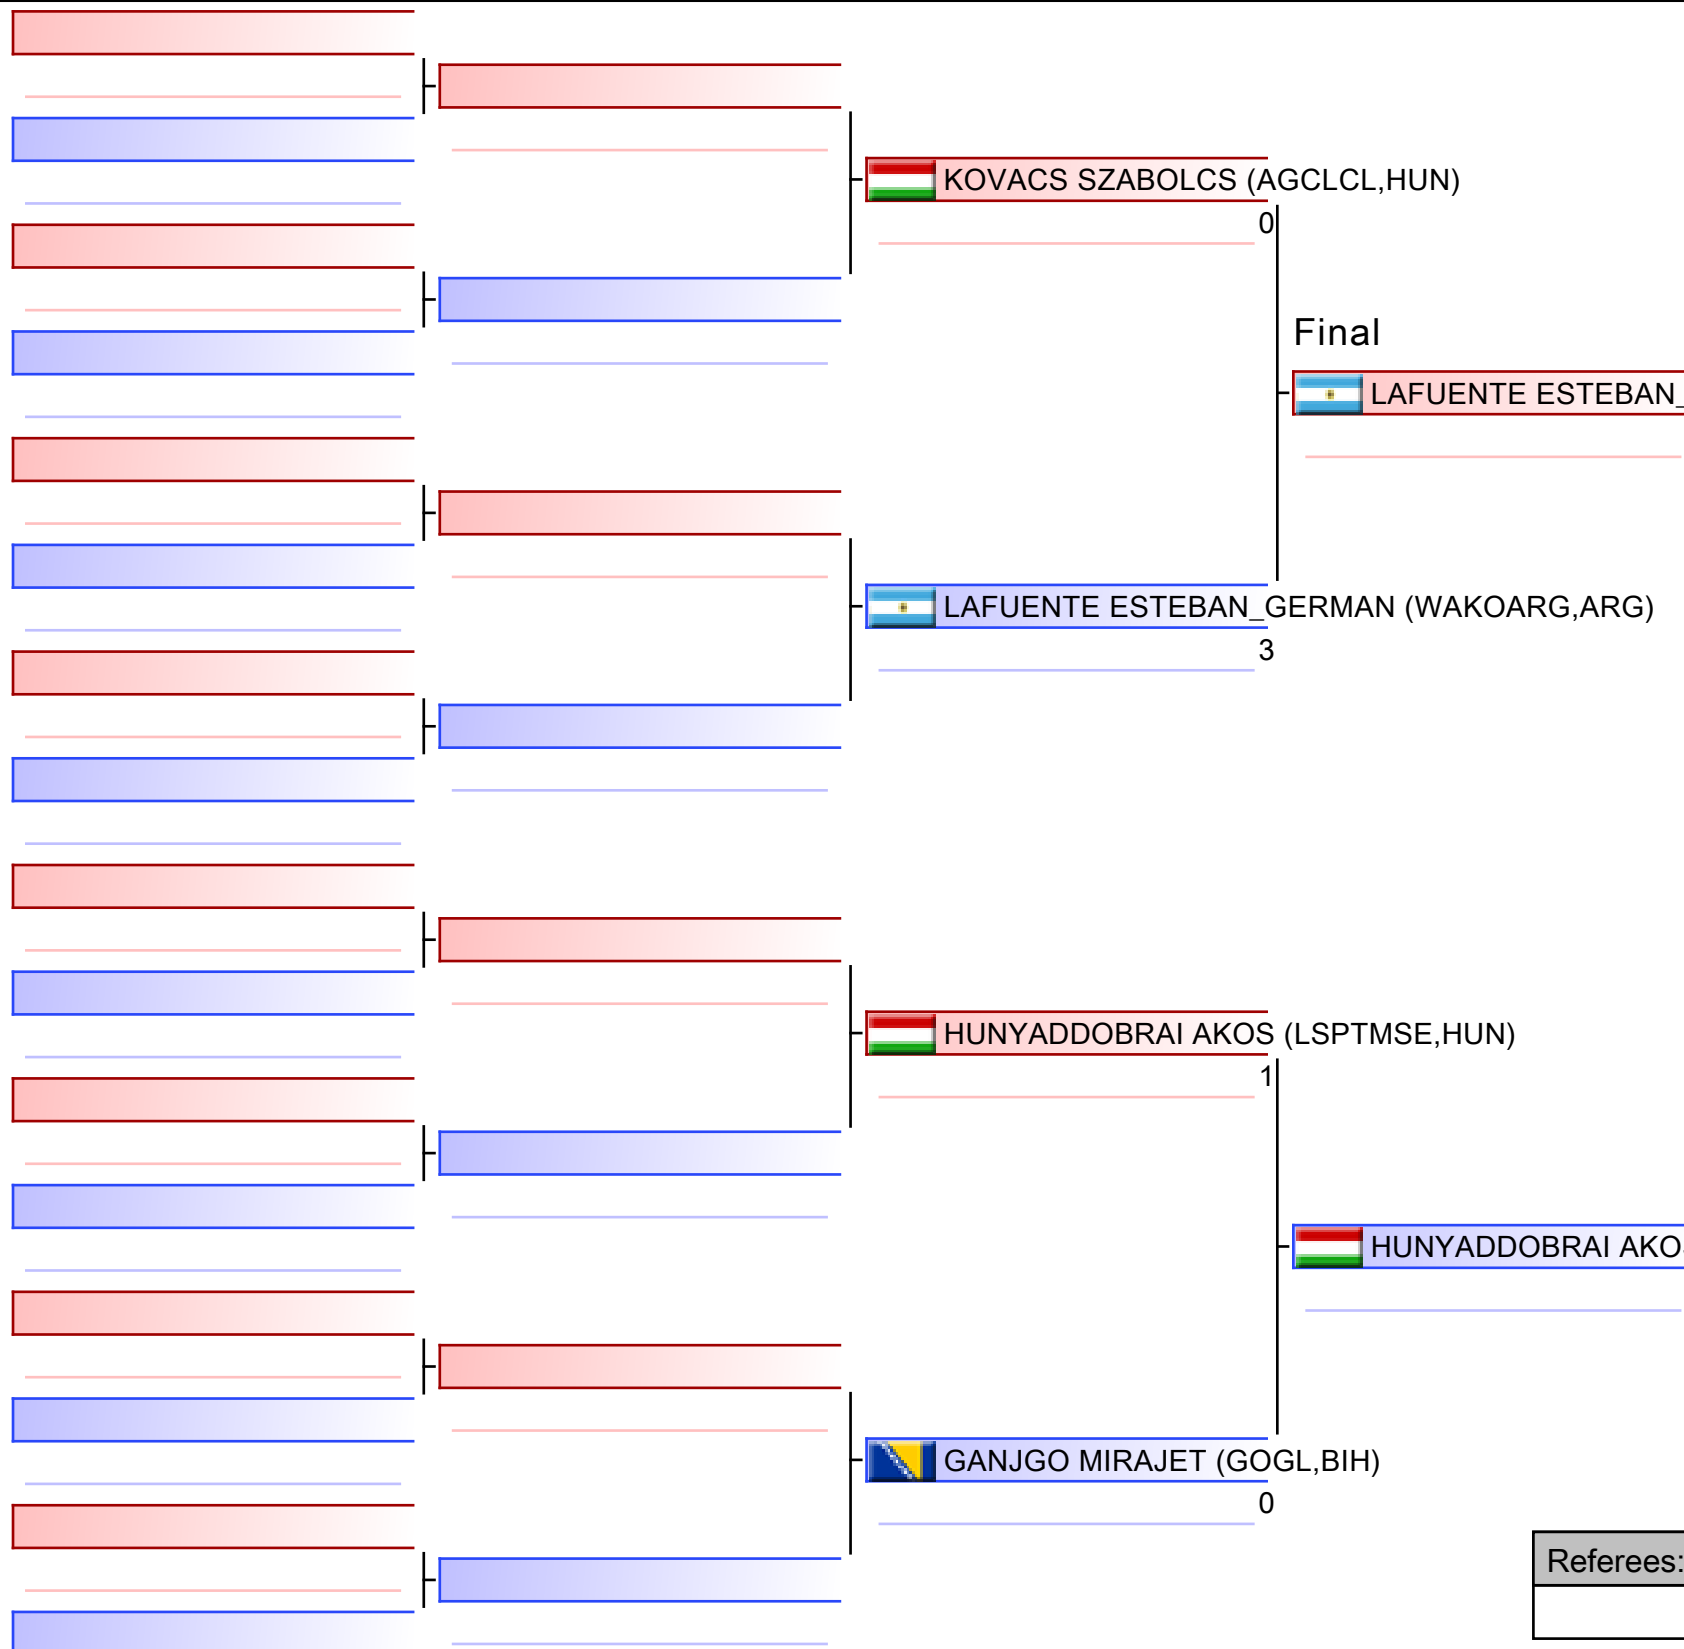 KOVACS SZABOLCS (AGCLCL,HUN)
0
Final
LAFUENTE ESTEBAN_
LAFUENTE ESTEBAN_GERMAN (WAKOARG,ARG)
3
HUNYADDOBRAI AKOS (LSPTMSE,HUN)
1
HUNYADDOBRAI AKOS
GANJGO MIRAJET (GOGL,BIH)
0
Referees: